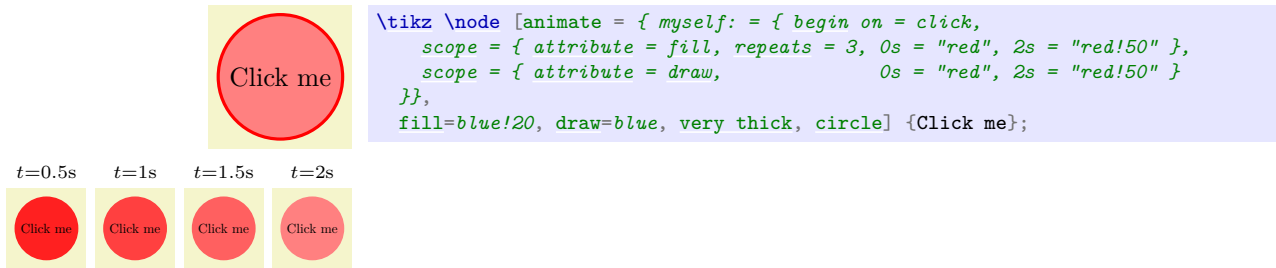 Click me
\tikz \node [animate = { myself: = { begin on = click,
scope = { attribute = fill, repeats = 3, 0s = "red", 2s = "red!50" },
scope = { attribute = draw, 0s = "red", 2s = "red!50" }
}},
fill=blue!20, draw=blue, very thick, circle] {Click me};
t=0.5s t=1s t=1.5s t=2s
Click me Click me Click me Click me